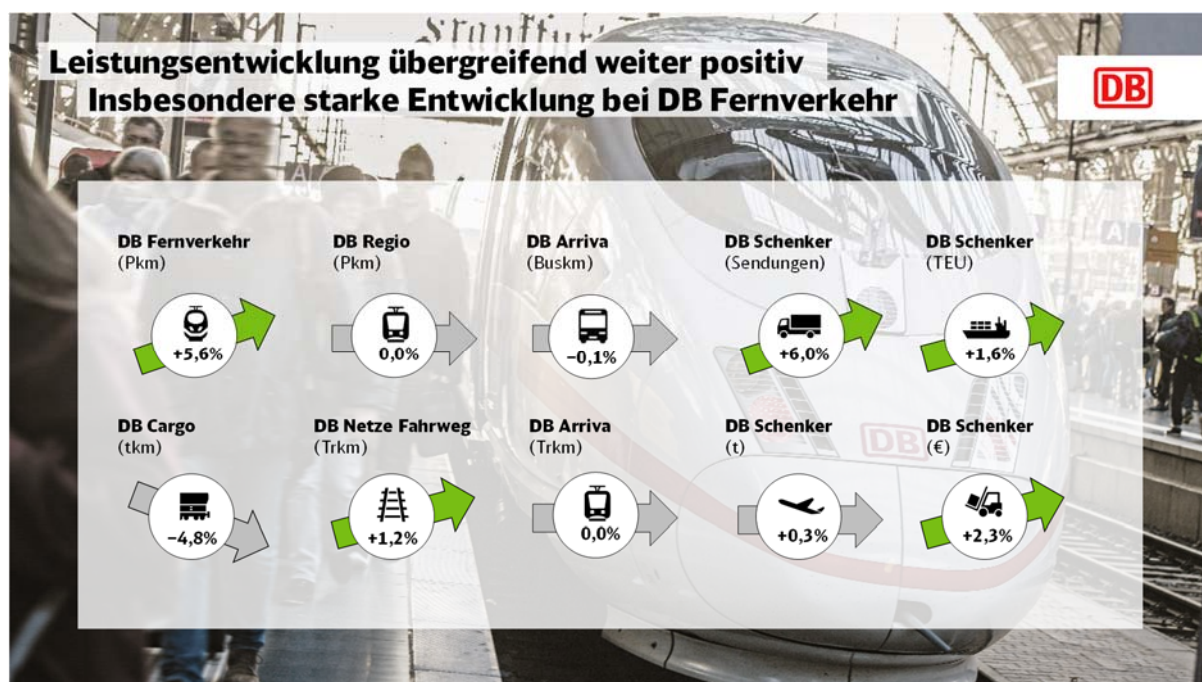 Leistungsentwicklung übergreifend weiter positiv
Insbesondere starke Entwicklung bei DB Fernverkehr
DB
DB Fernverkehr
(Pkm)
+5,6%
DB Regio
(Pkm)
0,0%
DB Arriva
(Buskm)
−0,1%
DB Schenker
(Sendungen)
+6,0%
DB Schenker
(TEU)
+1,6%
DB Cargo
(tkm)
−4,8%
DB Netze Fahrweg
(Trkm)
+1,2%
DB Arriva
(Trkm)
0,0%
DB Schenker
(t)
+0,3%
DB Schenker
(€)
+2,3%
DB
A
A